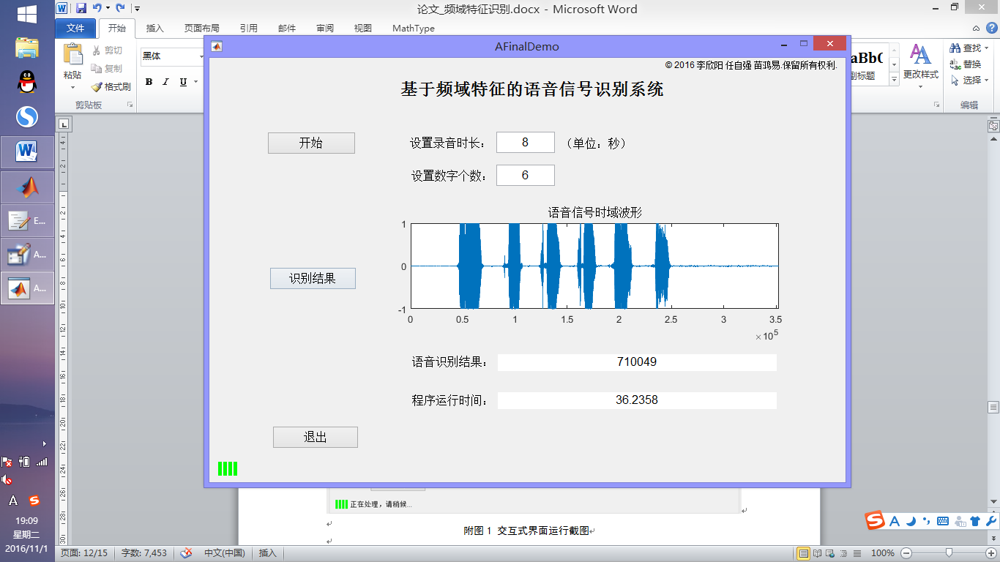 论文_频域特征识别.docx - Microsoft Word
文件 开始 插入 页面布局 引用 邮件 审阅 视图 MathType
剪切
黑体
查找
粘贴
复制
替换
格式刷
B I U
副标题
更改样式
选择
剪贴板
编辑
AFinalDemo
© 2016 李欣阳 任自强 苗鸿易.保留所有权利.
基于频域特征的语音信号识别系统
开始
设置录音时长: 8 (单位: 秒)
设置数字个数: 6
语音信号时域波形
1
0
-1
0 0.5 1 1.5 2 2.5 3 3.5
×10^5
识别结果
语音识别结果: 710049
程序运行时间: 36.2358
退出
E...
A...
A...
正在处理，请稍候...
附图 1 交互式界面运行截图
19:09
星期二
2016/11/1
页面: 12/15 字数: 7,453 中文(中国) 插入
100%